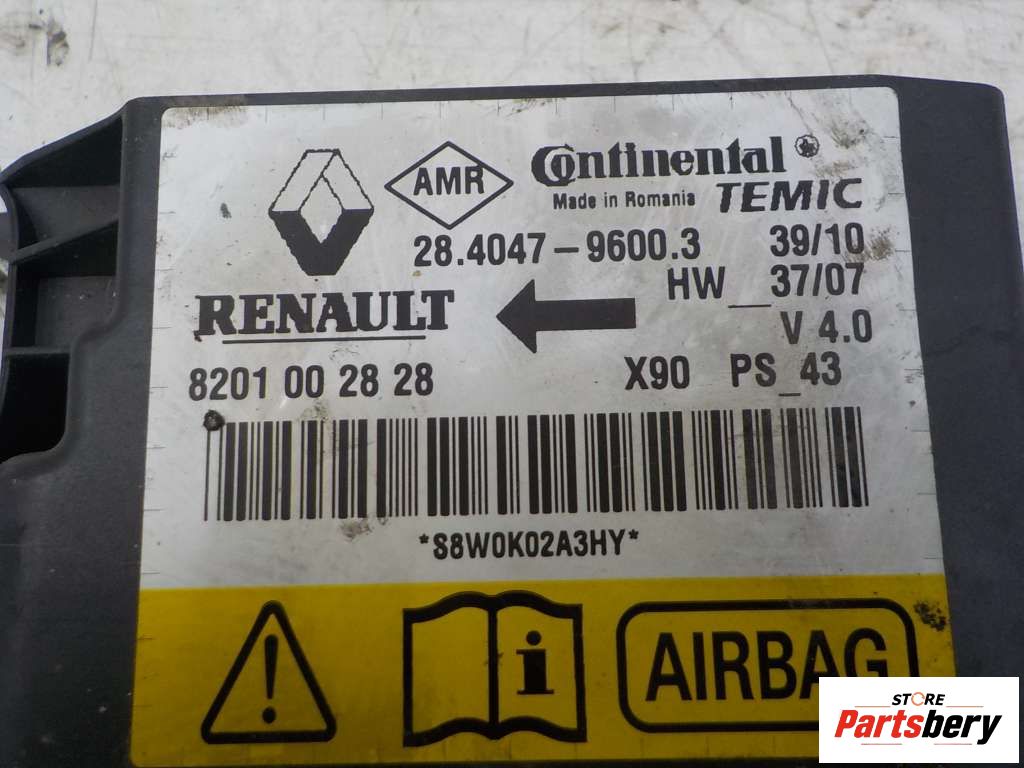 AMR
Continental
Made in Romania TEMIC
28.4047-9600.3 39/10
HW_37/07
RENAULT
V 4.0
8201 00 28 28 X90 PS_43
*S8W0K02A3HY*
i
AIRBAG
STORE
Partsbery